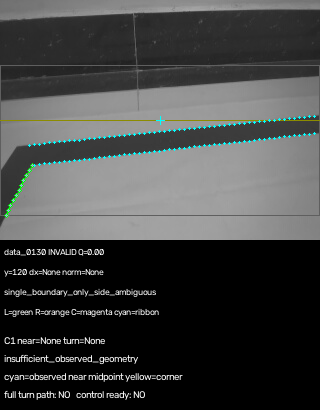 data_0130 INVALID Q=0.00
y=120 dx=None norm=None
single_boundary_only_side_ambiguous
L=green R=orange C=magenta cyan=ribbon
C1 near=None turn=None
insufficient_observed_geometry
cyan=observed near midpoint yellow=corner
full turn path: NO control ready: NO